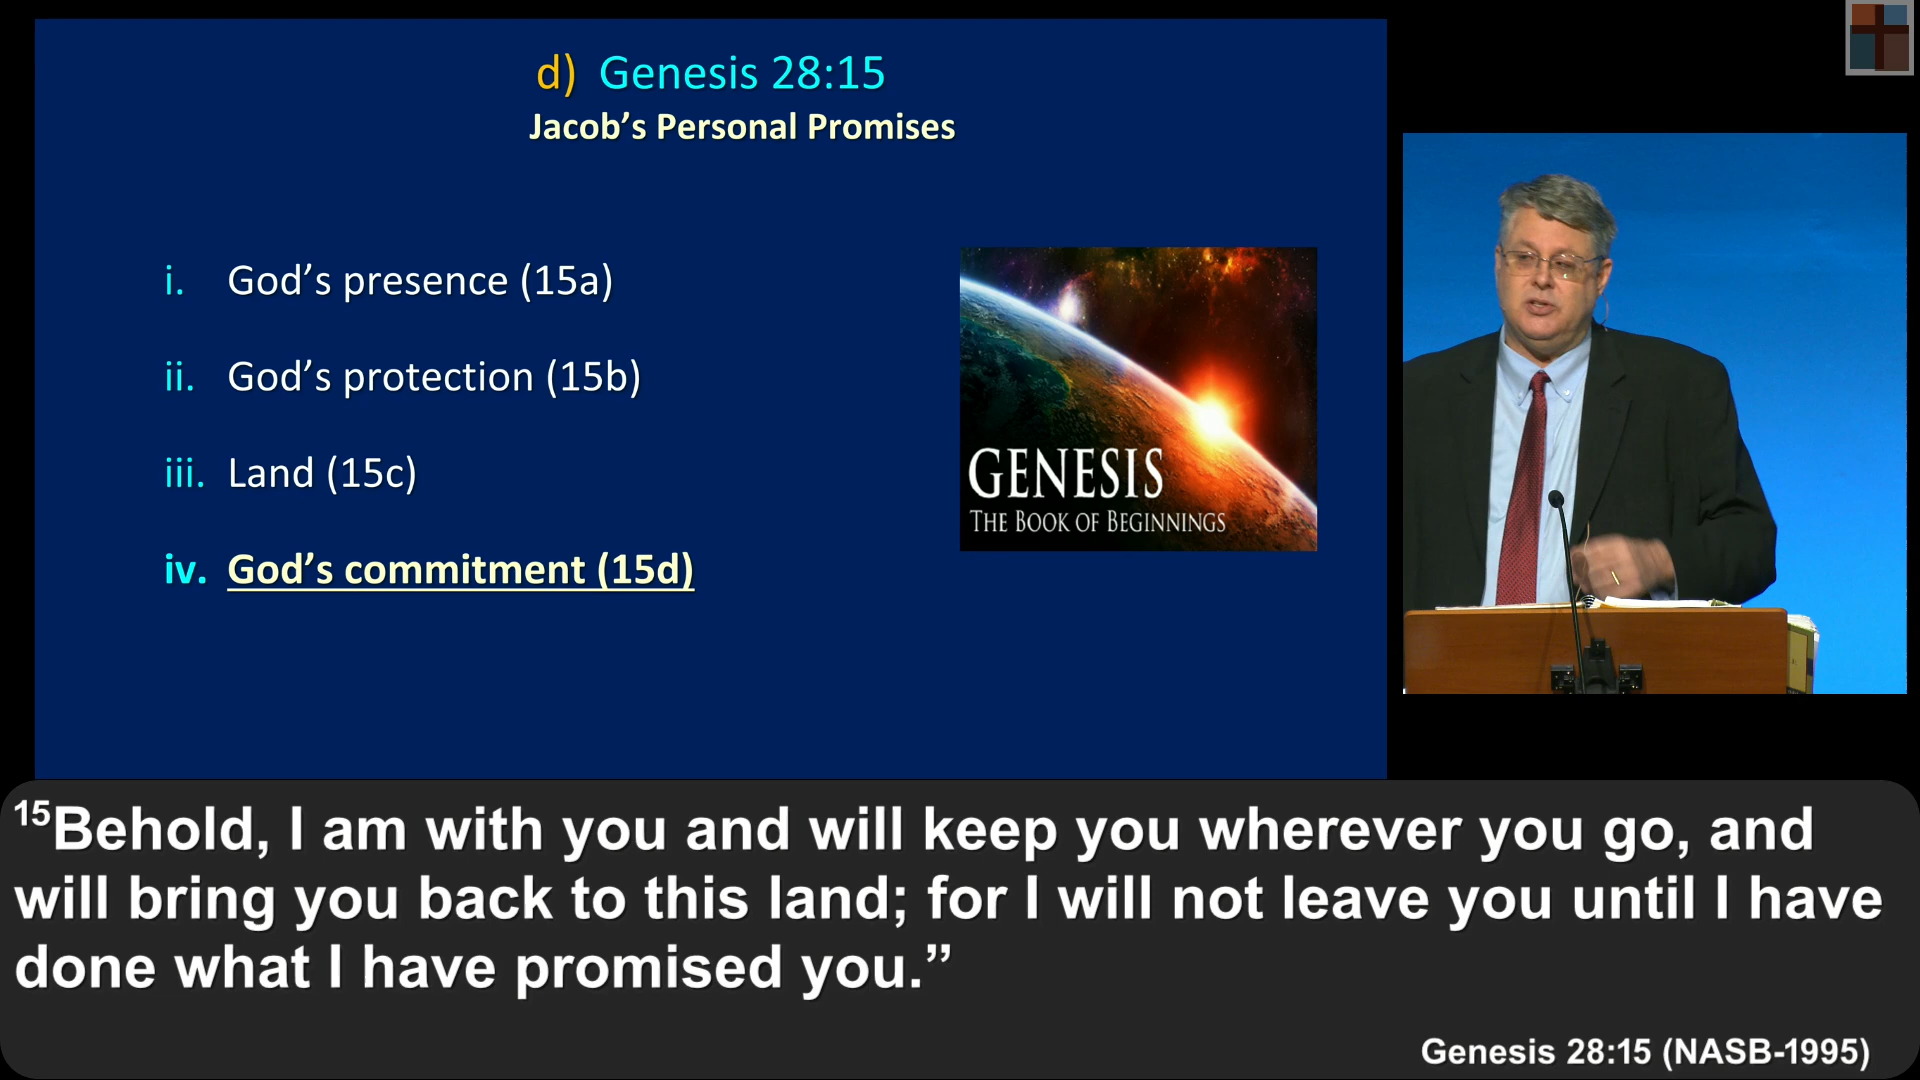 d) Genesis 28:15
Jacob’s Personal Promises
i. God’s presence (15a)
ii. God’s protection (15b)
iii. Land (15c)
iv. God’s commitment (15d)
GENESIS
THE BOOK OF BEGINNINGS
15Behold, I am with you and will keep you wherever you go, and
will bring you back to this land; for I will not leave you until I have
done what I have promised you.”
Genesis 28:15 (NASB-1995)